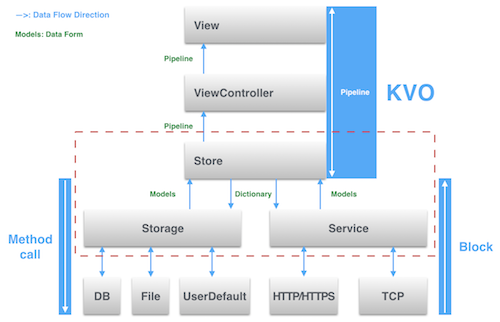 —>: Data Flow Direction
Models: Data Form
View
Pipeline
ViewController
Pipeline
KVO
Pipeline
Store
Models
Dictionary
Models
Storage
Service
Method
call
Block
DB
File
UserDefault
HTTP/HTTPS
TCP